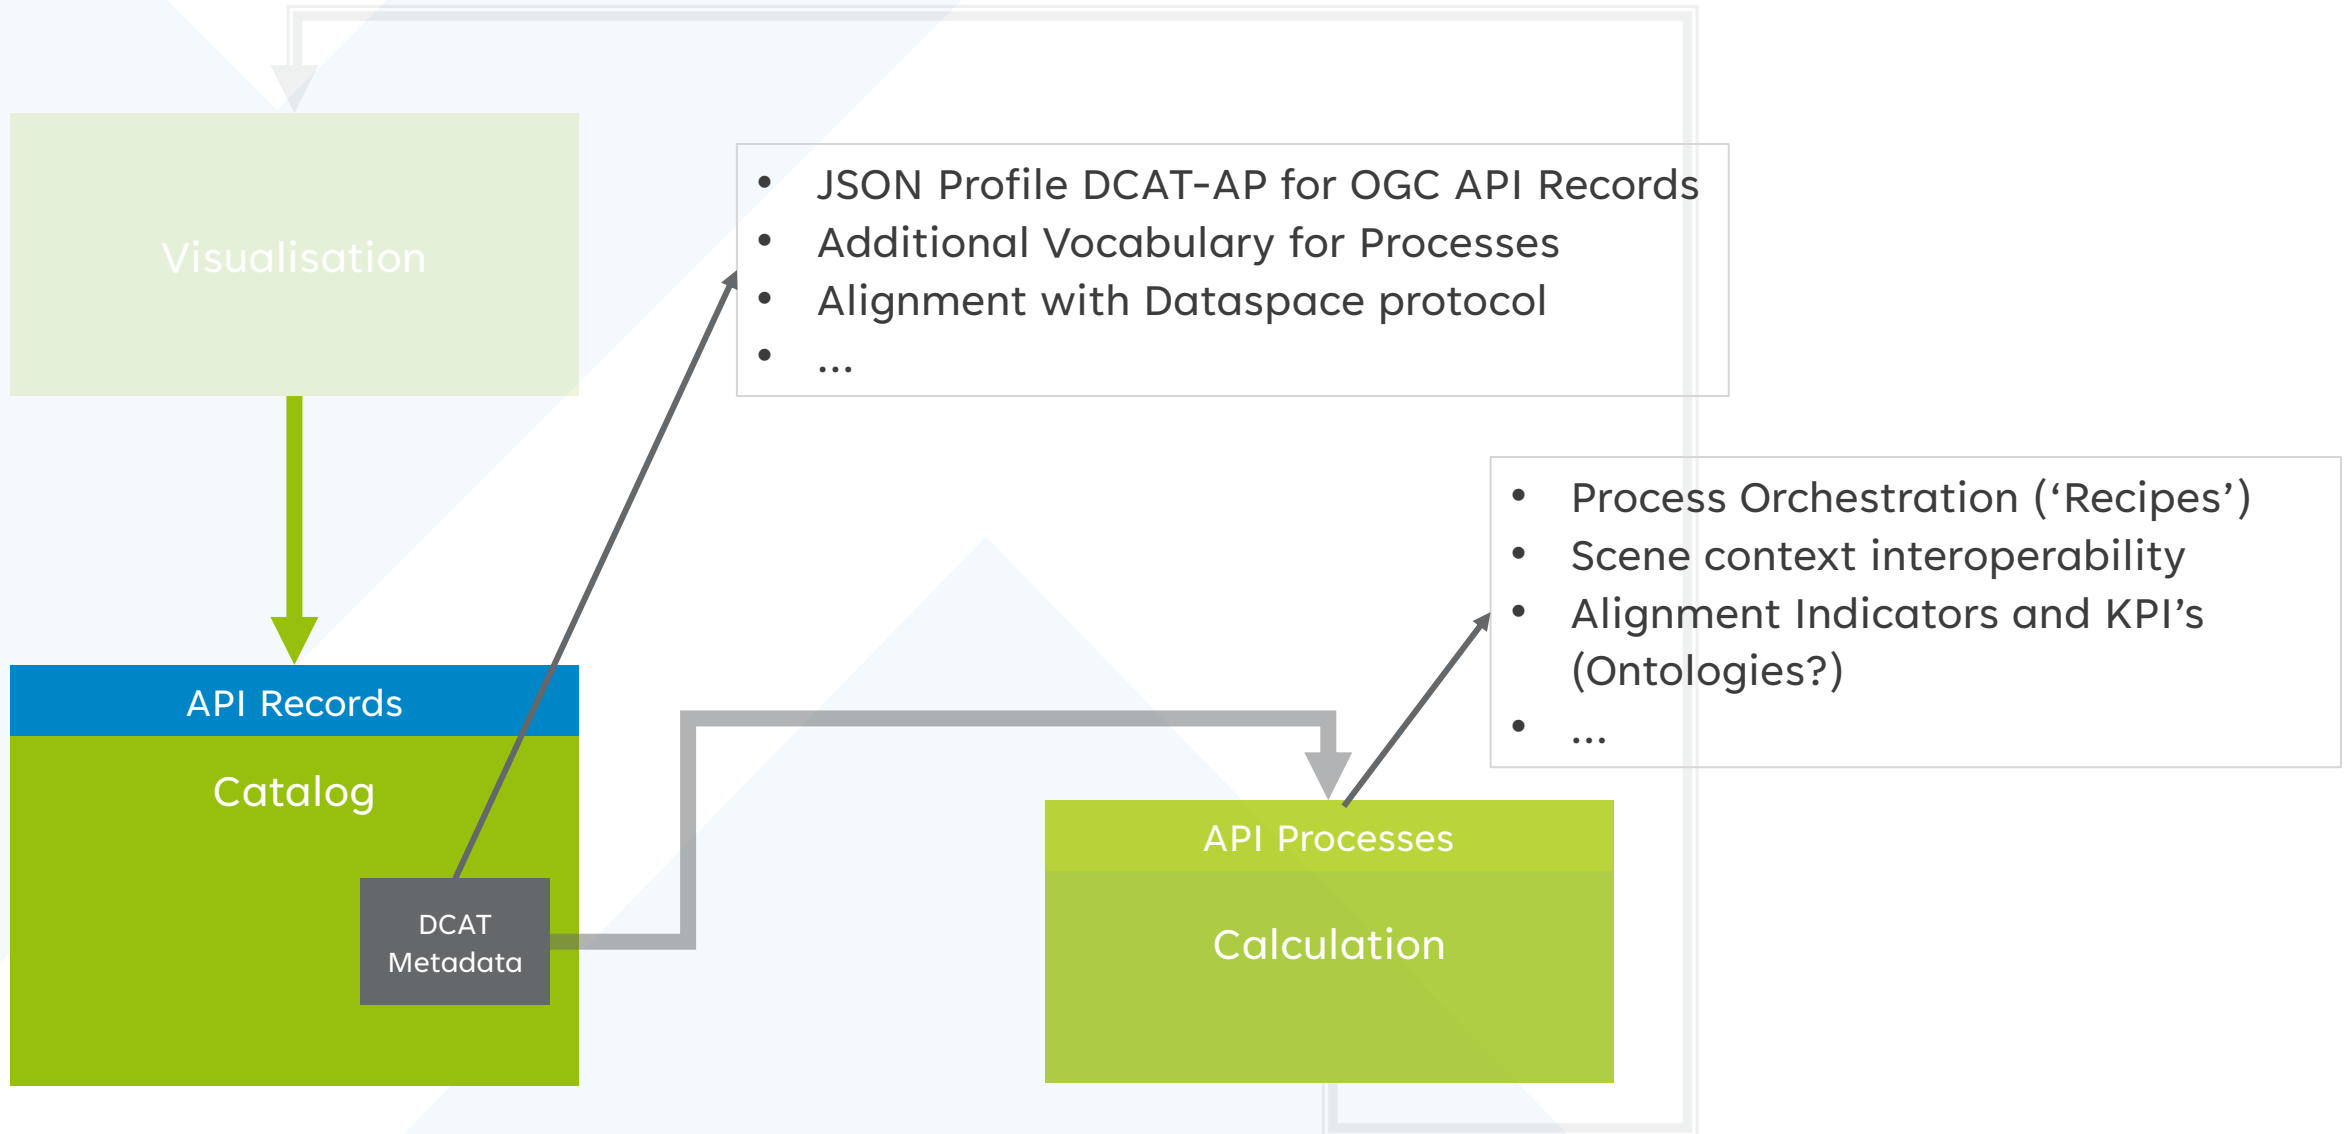 Visualisation
• JSON Profile DCAT-AP for OGC API Records
• Additional Vocabulary for Processes
• Alignment with Dataspace protocol
• ...
• Process Orchestration (‘Recipes’)
• Scene context interoperability
• Alignment Indicators and KPI’s
(Ontologies?)
• ...
API Records
Catalog
DCAT
Metadata
API Processes
Calculation